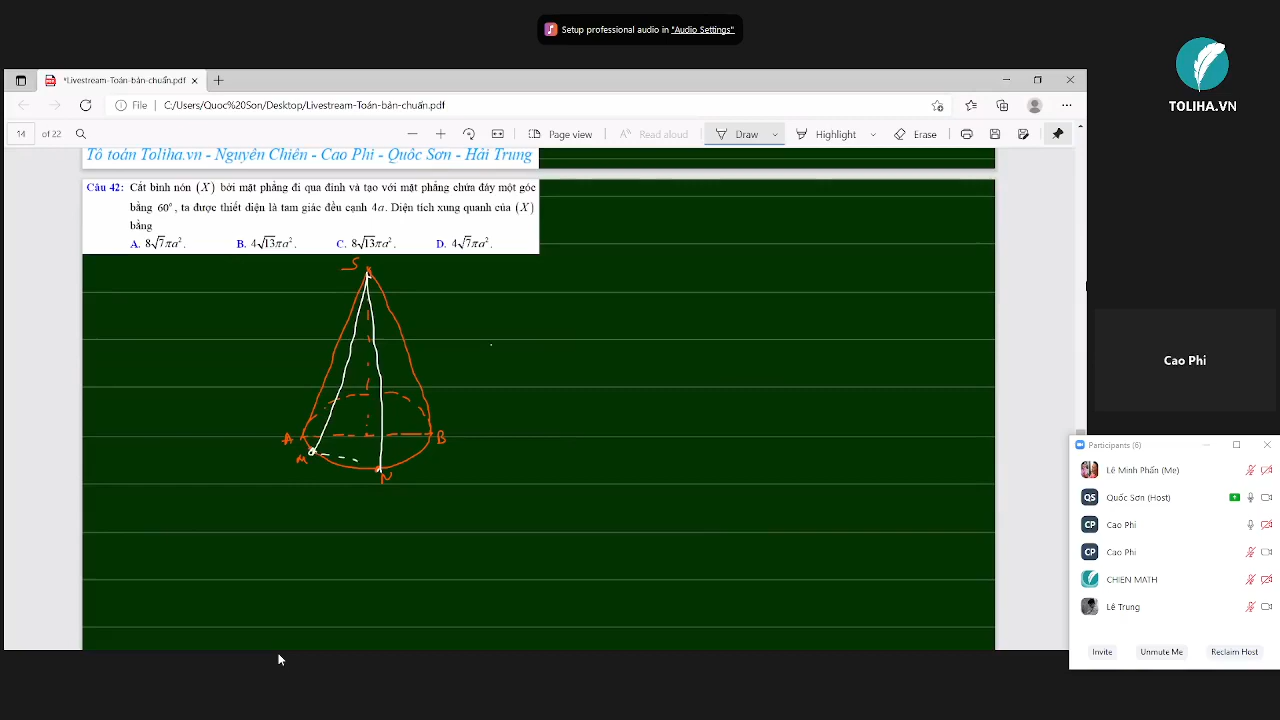 Setup professional audio in "Audio Settings"
TOLIHA.VN
*Livestream-Toán-bản-chuẩn.pdf
File C:/Users/Quoc%20Son/Desktop/Livestream-Toán-bản-chuẩn.pdf
14 of 22 Page view Read aloud Draw Highlight Erase
Tổ toán Toliha.vn - Nguyễn Chiến - Cao Phi - Quốc Sơn - Hải Trung
Câu 42: Cắt hình nón (X) bởi mặt phẳng đi qua đỉnh và tạo với mặt phẳng chứa đáy một góc
bằng 60°, ta được thiết diện là tam giác đều cạnh 4a. Diện tích xung quanh của (X)
bằng
A. 8√7πa². B. 4√13πa². C. 8√13πa². D. 4√7πa².
S
A B
M
N
Cao Phi
Participants (6)
Lê Minh Phấn (Me)
QS Quốc Sơn (Host)
CP Cao Phi
CP Cao Phi
CHIEN MATH
Lê Trung
Invite Unmute Me Reclaim Host